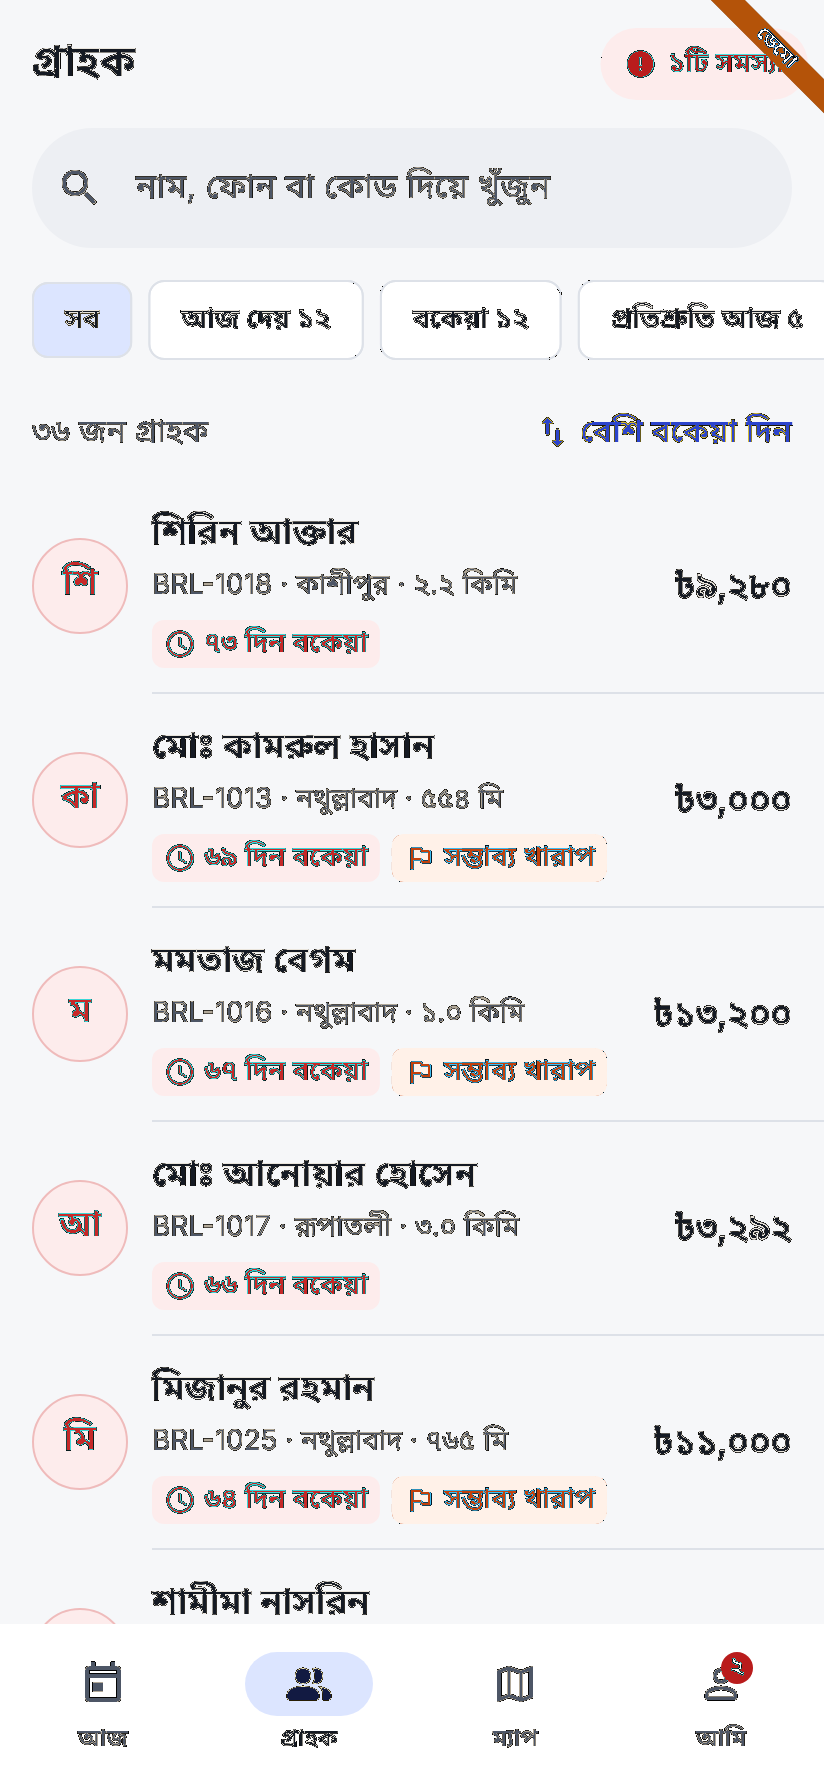 গ্রাহক
১টি সমস্যা
ডেমো
নাম, ফোন বা কোড দিয়ে খুঁজুন
সব
আজ দেয় ১২
বকেয়া ১২
প্রতিশ্রুতি আজ ৫
৩৬ জন গ্রাহক
বেশি বকেয়া দিন
শি
শিরিন আক্তার
BRL-1018 · কাশীপুর · ২.২ কিমি
৳৯,২৮০
৭৩ দিন বকেয়া
কা
মোঃ কামরুল হাসান
BRL-1013 · নথুল্লাবাদ · ৫৫৪ মি
৳৩,০০০
৬৯ দিন বকেয়া
সম্ভাব্য খারাপ
ম
মমতাজ বেগম
BRL-1016 · নথুল্লাবাদ · ১.০ কিমি
৳১৩,২০০
৬৭ দিন বকেয়া
সম্ভাব্য খারাপ
আ
মোঃ আনোয়ার হোসেন
BRL-1017 · রূপাতলী · ৩.০ কিমি
৳৩,২৯২
৬৬ দিন বকেয়া
মি
মিজানুর রহমান
BRL-1025 · নথুল্লাবাদ · ৭৬৫ মি
৳১১,০০০
৬৪ দিন বকেয়া
সম্ভাব্য খারাপ
শামীমা নাসরিন
আজ
গ্রাহক
ম্যাপ
২
আমি